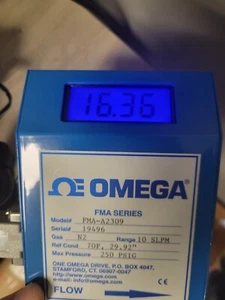 16.36
OMEGA®
FMA SERIES
Model# FMA-A2309
Serial# 19496
Gas N2 Range 10 SLPM
Ref Cond 70F, 29.92"
Max Pressure 250 PSIG
ONE OMEGA DRIVE, P.O. BOX 4047,
STAMFORD, CT 06907-0047
http://www.omega.com
e-mail: info@omega.com
FLOW